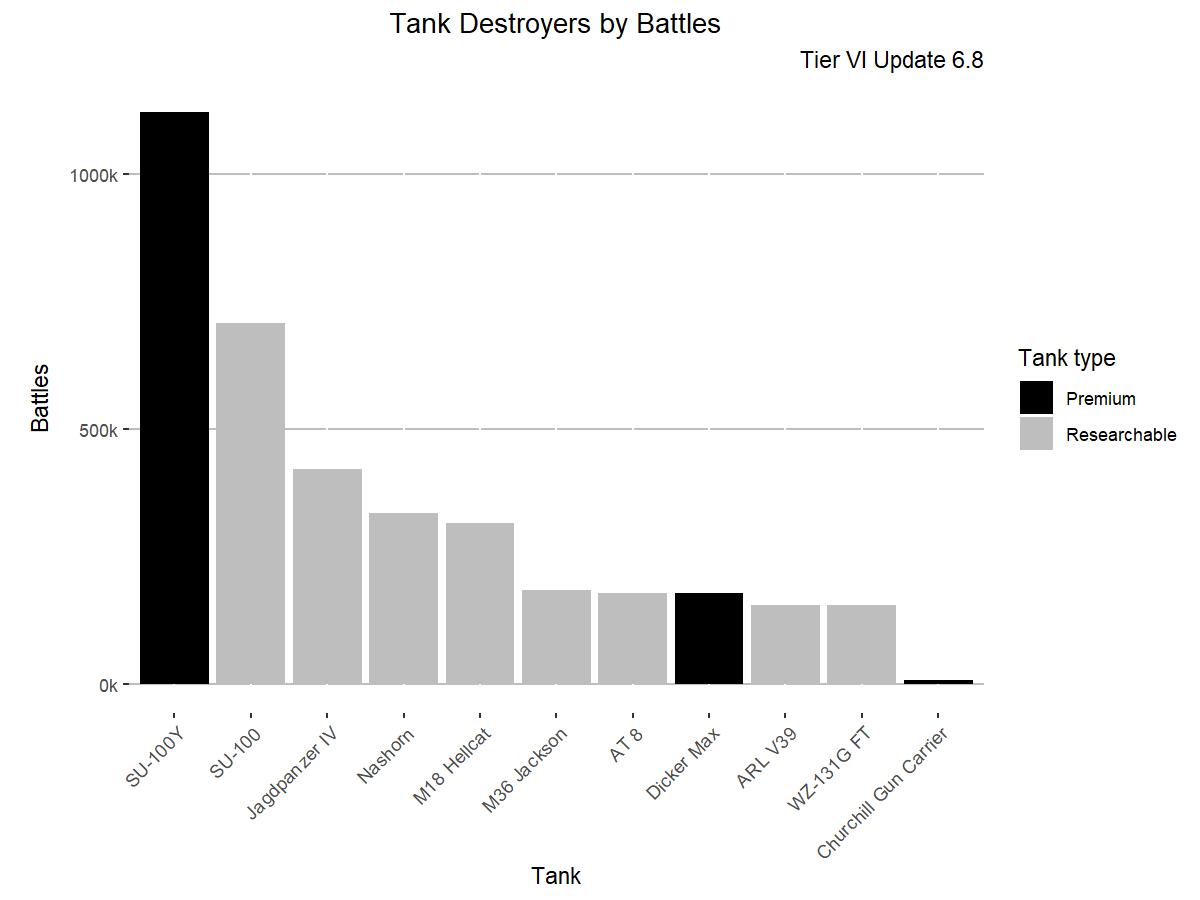 Tank Destroyers by Battles
Tier VI Update 6.8
Battles
1000k
500k
0k
SU-100Y
SU-100
Jagdpanzer IV
Nashorn
M18 Hellcat
M36 Jackson
AT 8
Dicker Max
ARL V39
WZ-131G FT
Churchill Gun Carrier
Tank
Tank type
Premium
Researchable